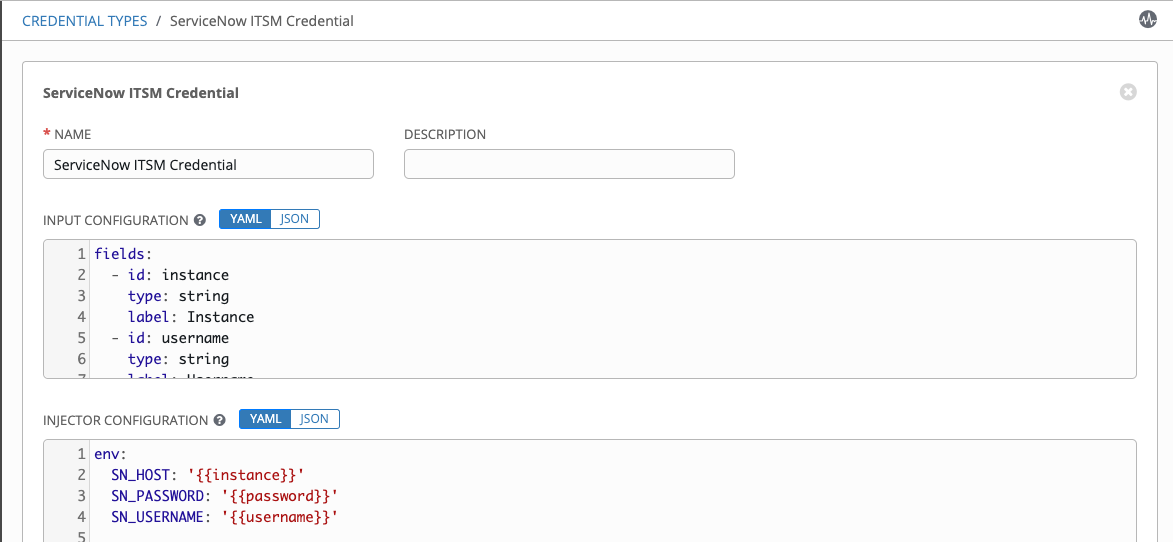 CREDENTIAL TYPES / ServiceNow ITSM Credential
ServiceNow ITSM Credential
* NAME
DESCRIPTION
ServiceNow ITSM Credential
INPUT CONFIGURATION ? YAML JSON
1 fields:
2 - id: instance
3 type: string
4 label: Instance
5 - id: username
6 type: string
7 label: Username
INJECTOR CONFIGURATION ? YAML JSON
1 env:
2 SN_HOST: '{{instance}}'
3 SN_PASSWORD: '{{password}}'
4 SN_USERNAME: '{{username}}'
5